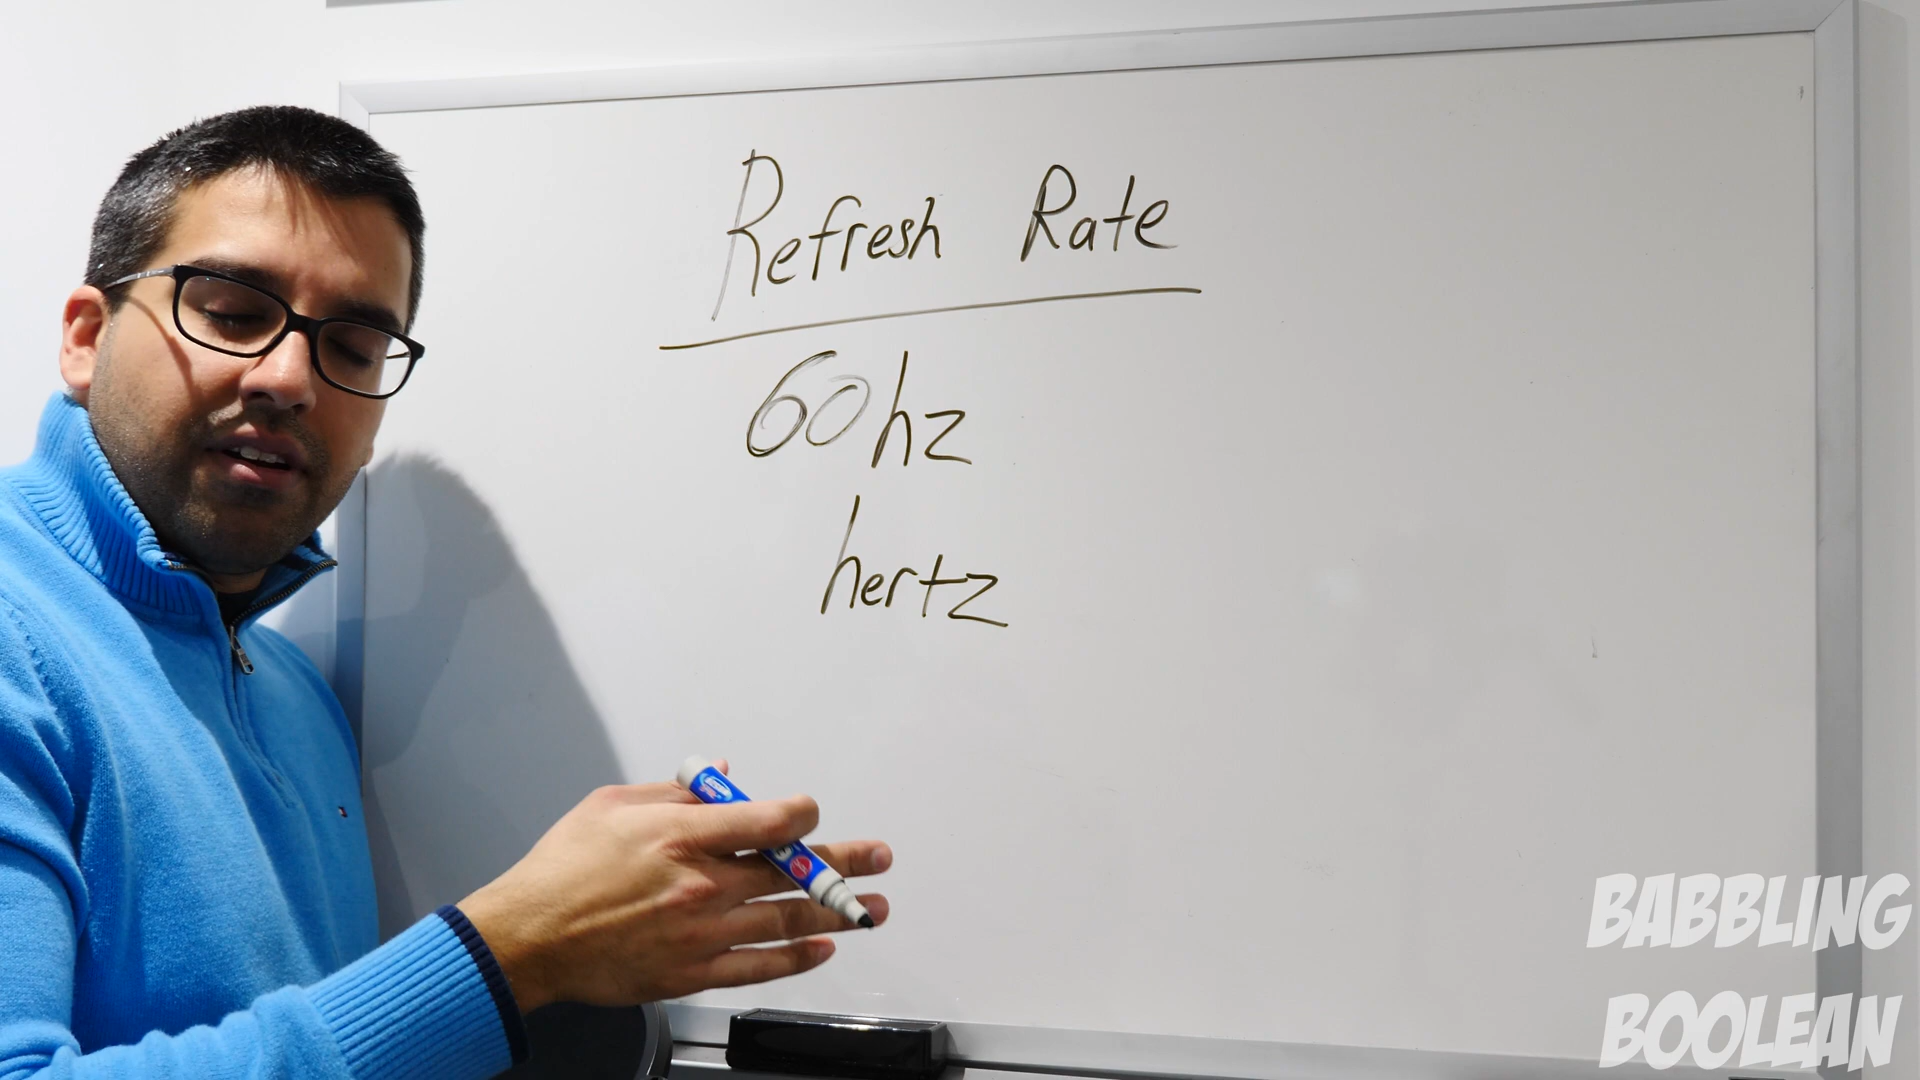 Refresh Rate
60hz
hertz
BABBLING
BOOLEAN